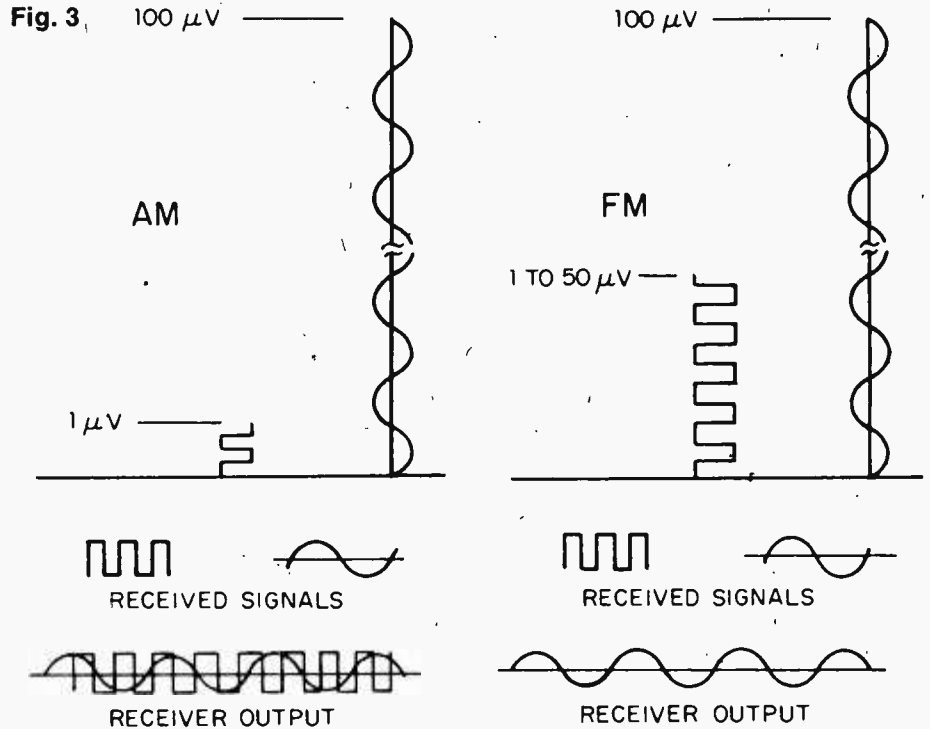 Fig. 3
100 μV
AM
1 μV
RECEIVED SIGNALS
RECEIVER OUTPUT
100 μV
FM
1 TO 50 μV
RECEIVED SIGNALS
RECEIVER OUTPUT